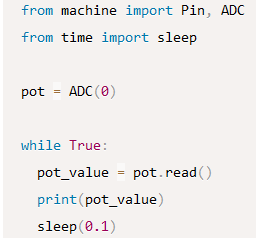 from machine import Pin, ADC
from time import sleep

pot = ADC(0)

while True:
  pot_value = pot.read()
  print(pot_value)
  sleep(0.1)